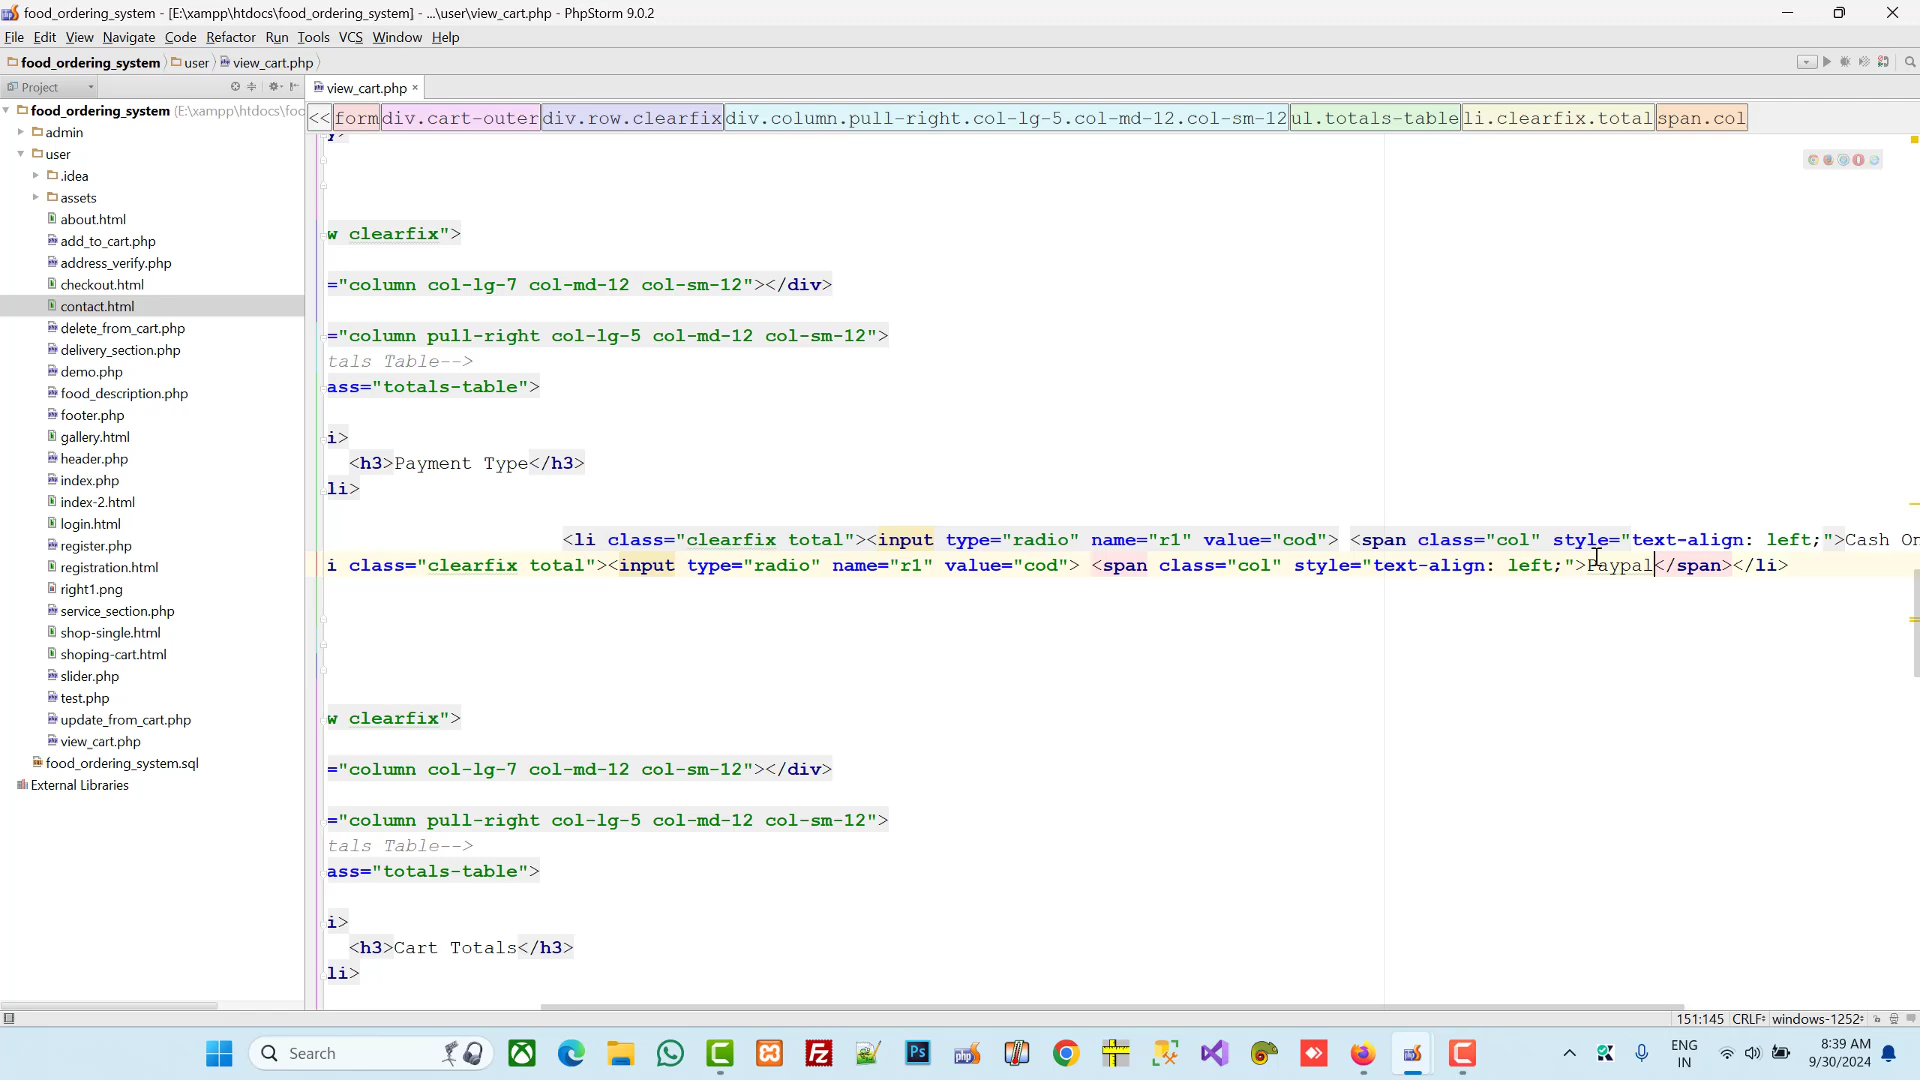 food_ordering_system - [E:\xampp\htdocs\food_ordering_system] - ...\user\view_cart.php - PhpStorm 9.0.2
File Edit View Navigate Code Refactor Run Tools VCS Window Help
food_ordering_system user view_cart.php
Project
view_cart.php
<< form div.cart-outer div.row.clearfix div.column.pull-right.col-lg-5.col-md-12.col-sm-12 ul.totals-table li.clearfix.total span.col
food_ordering_system (E:\xampp\htdocs\foo
admin
user
.idea
assets
about.html
add_to_cart.php
address_verify.php
checkout.html
contact.html
delete_from_cart.php
delivery_section.php
demo.php
food_description.php
footer.php
gallery.html
header.php
index.php
index-2.html
login.html
register.php
registration.html
right1.png
service_section.php
shop-single.html
shoping-cart.html
slider.php
test.php
update_from_cart.php
view_cart.php
food_ordering_system.sql
External Libraries
y>
w clearfix">
="column col-lg-7 col-md-12 col-sm-12"></div>
="column pull-right col-lg-5 col-md-12 col-sm-12">
tals Table-->
ass="totals-table">
i>
<h3>Payment Type</h3>
li>
<li class="clearfix total"><input type="radio" name="r1" value="cod"> <span class="col" style="text-align: left;">Cash On
i class="clearfix total"><input type="radio" name="r1" value="cod"> <span class="col" style="text-align: left;">Paypal</span></li>
w clearfix">
="column col-lg-7 col-md-12 col-sm-12"></div>
="column pull-right col-lg-5 col-md-12 col-sm-12">
tals Table-->
ass="totals-table">
i>
<h3>Cart Totals</h3>
li>
151:145 CRLF windows-1252
Search
php
Ps
ENG
IN
8:39 AM
9/30/2024